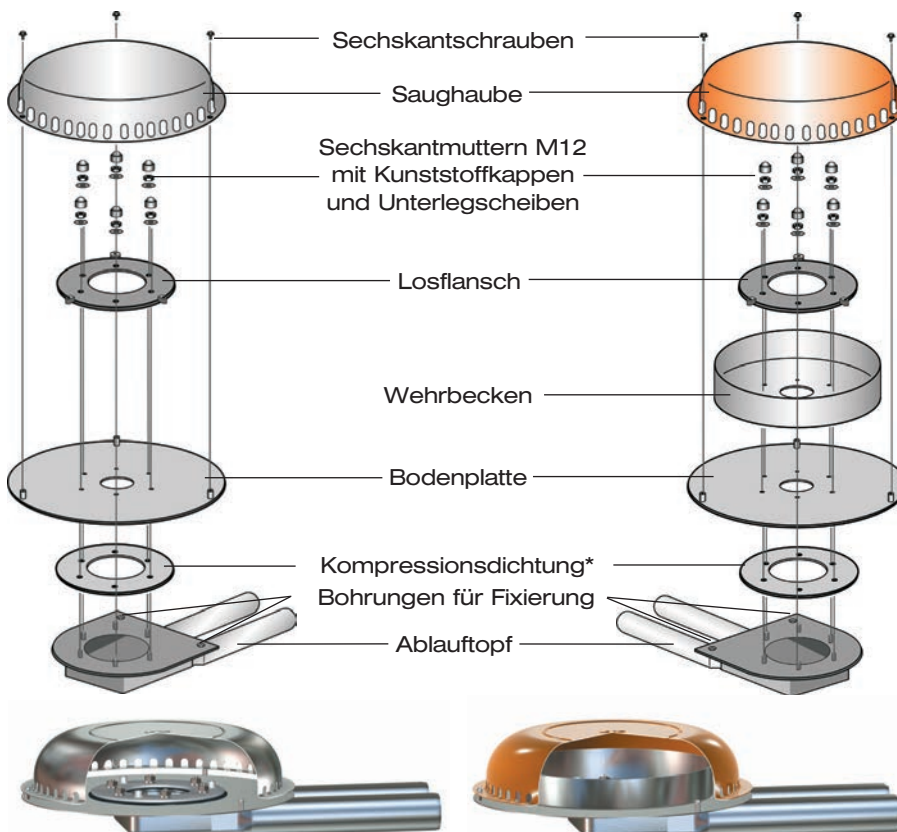 Sechskantschrauben
Saughaube
Sechskantmuttern M12
mit Kunststoffkappen
und Unterlegscheiben
Losflansch
Wehrbecken
Bodenplatte
Kompressionsdichtung*
Bohrungen für Fixierung
Ablauftopf